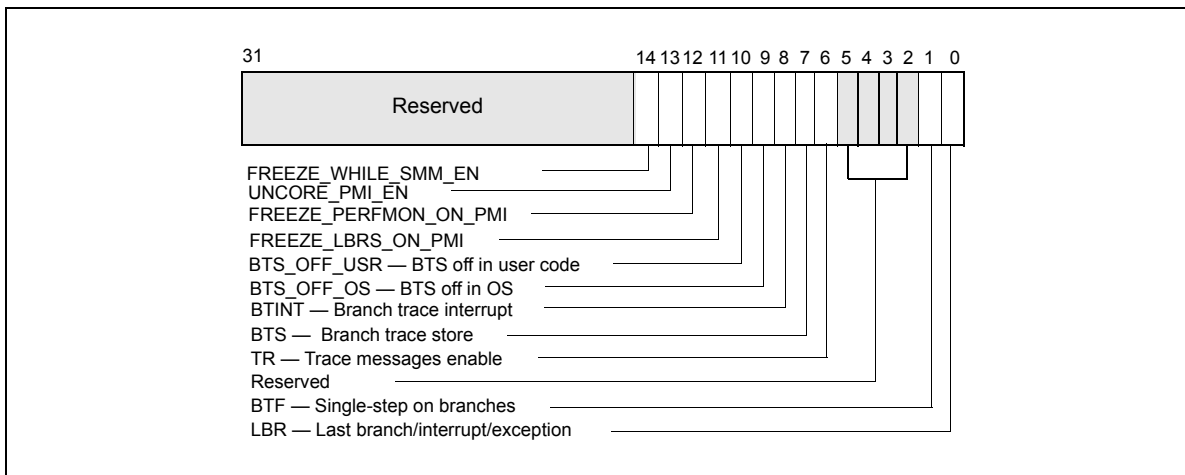 31 14 13 12 11 10 9 8 7 6 5 4 3 2 1 0
Reserved
FREEZE_WHILE_SMM_EN
UNCORE_PMI_EN
FREEZE_PERFMON_ON_PMI
FREEZE_LBRS_ON_PMI
BTS_OFF_USR — BTS off in user code
BTS_OFF_OS — BTS off in OS
BTINT — Branch trace interrupt
BTS — Branch trace store
TR — Trace messages enable
Reserved
BTF — Single-step on branches
LBR — Last branch/interrupt/exception